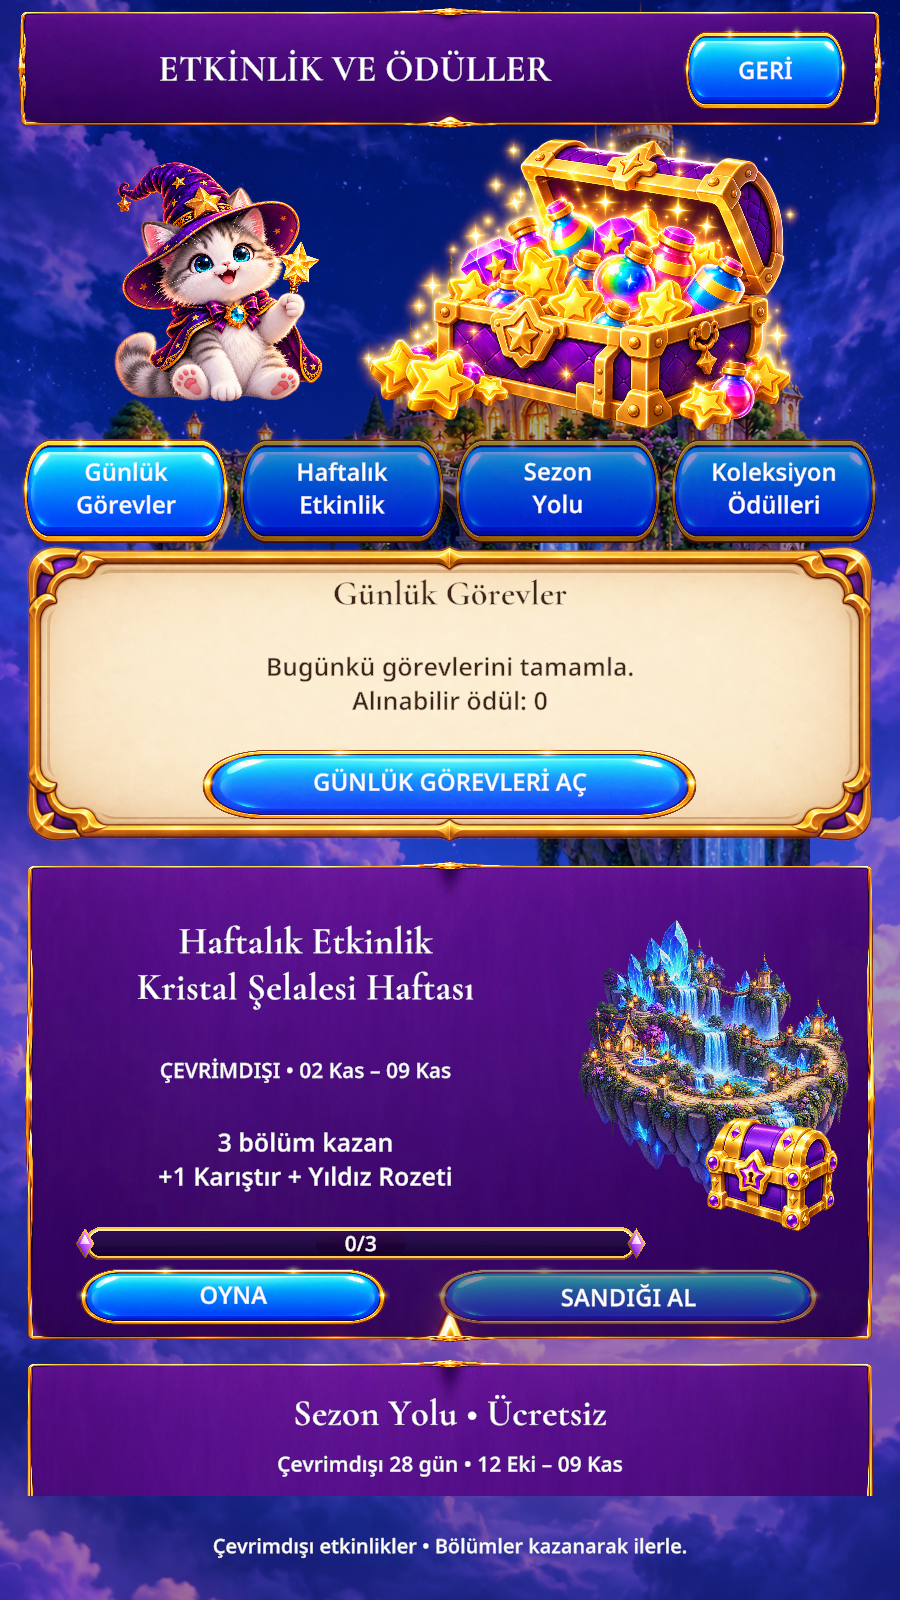 ETKİNLİK VE ÖDÜLLER
GERİ
Günlük
Görevler
Haftalık
Etkinlik
Sezon
Yolu
Koleksiyon
Ödülleri
Günlük Görevler
Bugünkü görevlerini tamamla.
Alınabilir ödül: 0
GÜNLÜK GÖREVLERİ AÇ
Haftalık Etkinlik
Kristal Şelalesi Haftası
ÇEVRİMDIŞI • 02 Kas – 09 Kas
3 bölüm kazan
+1 Karıştır + Yıldız Rozeti
0/3
OYNA
SANDIĞI AL
Sezon Yolu • Ücretsiz
Çevrimdışı 28 gün • 12 Eki – 09 Kas
Çevrimdışı etkinlikler • Bölümler kazanarak ilerle.